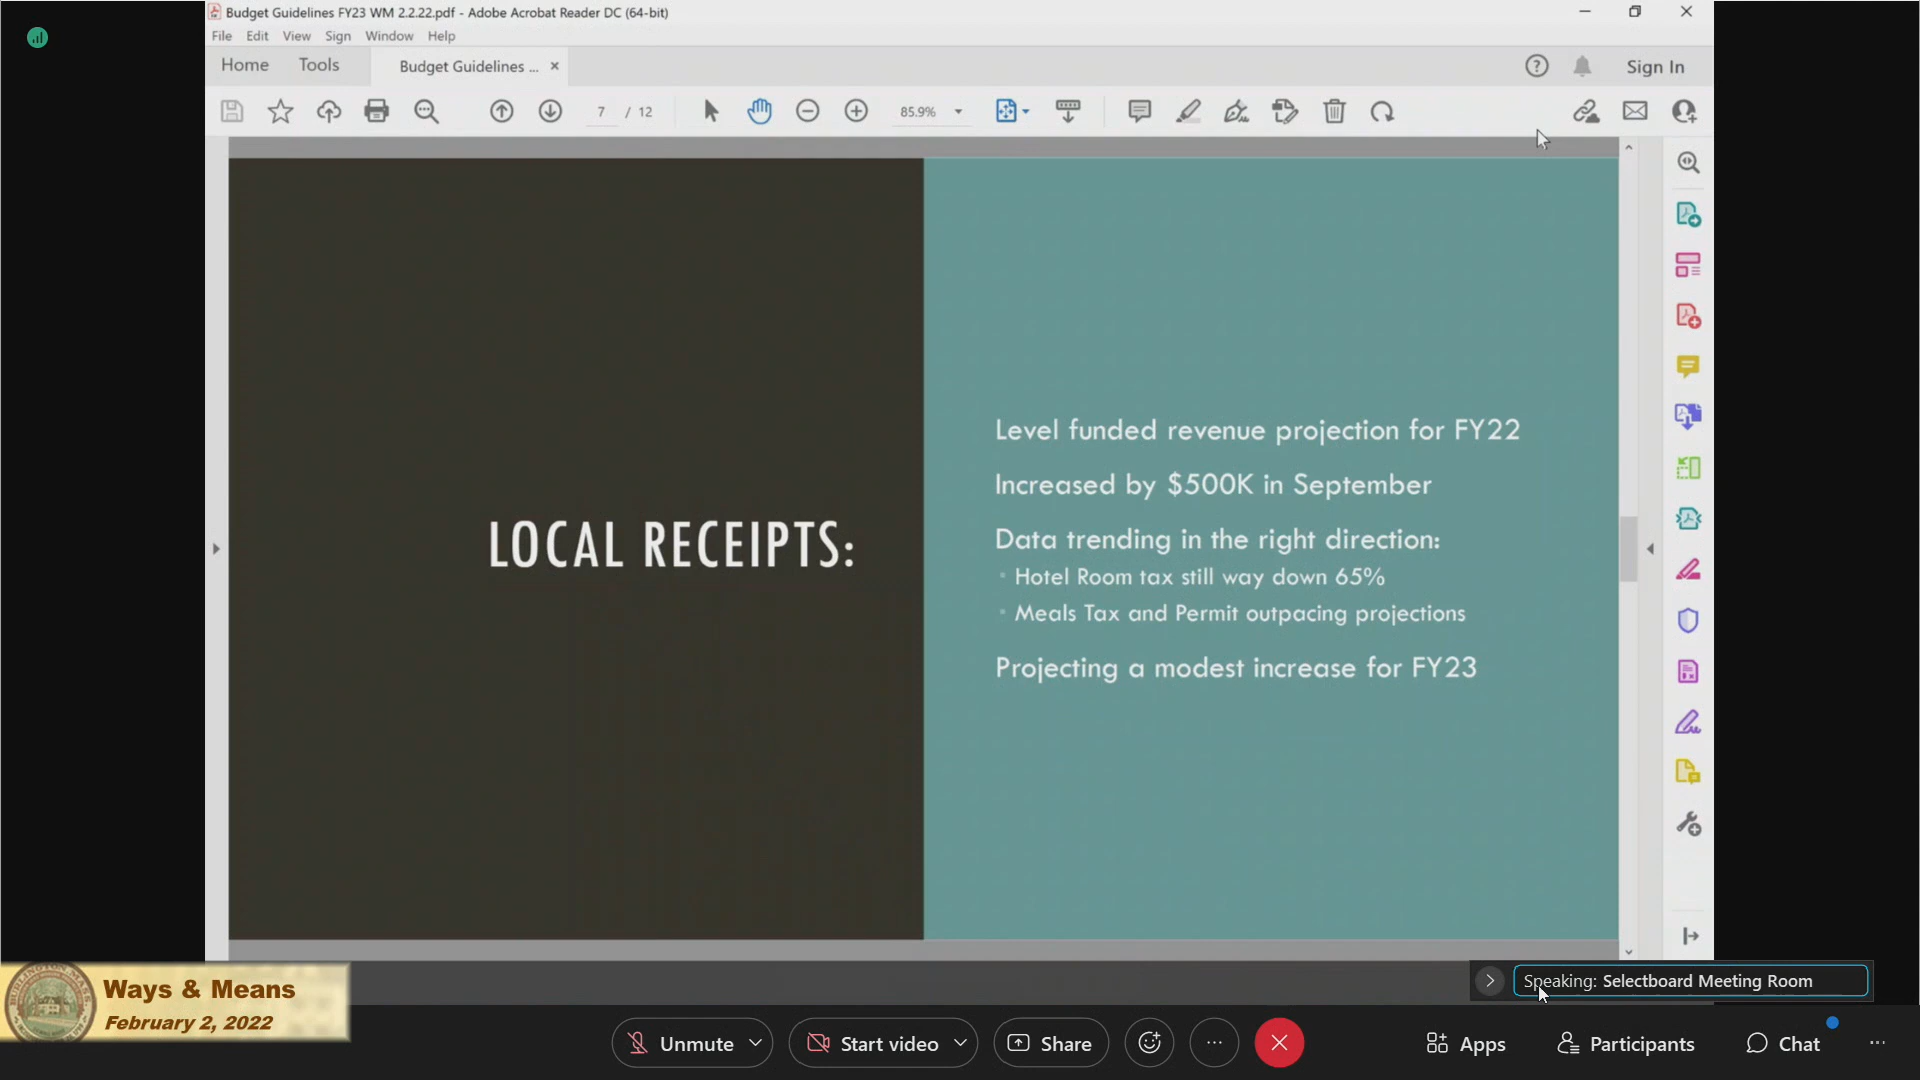 Budget Guidelines FY23 WM 2.2.22.pdf - Adobe Acrobat Reader DC (64-bit)
File Edit View Sign Window Help
Home Tools Budget Guidelines ... × Sign In
7 / 12 85.9%
LOCAL RECEIPTS:
Level funded revenue projection for FY22
Increased by $500K in September
Data trending in the right direction:
Hotel Room tax still way down 65%
Meals Tax and Permit outpacing projections
Projecting a modest increase for FY23
Ways & Means
February 2, 2022
Speaking: Selectboard Meeting Room
Unmute Start video Share Apps Participants Chat